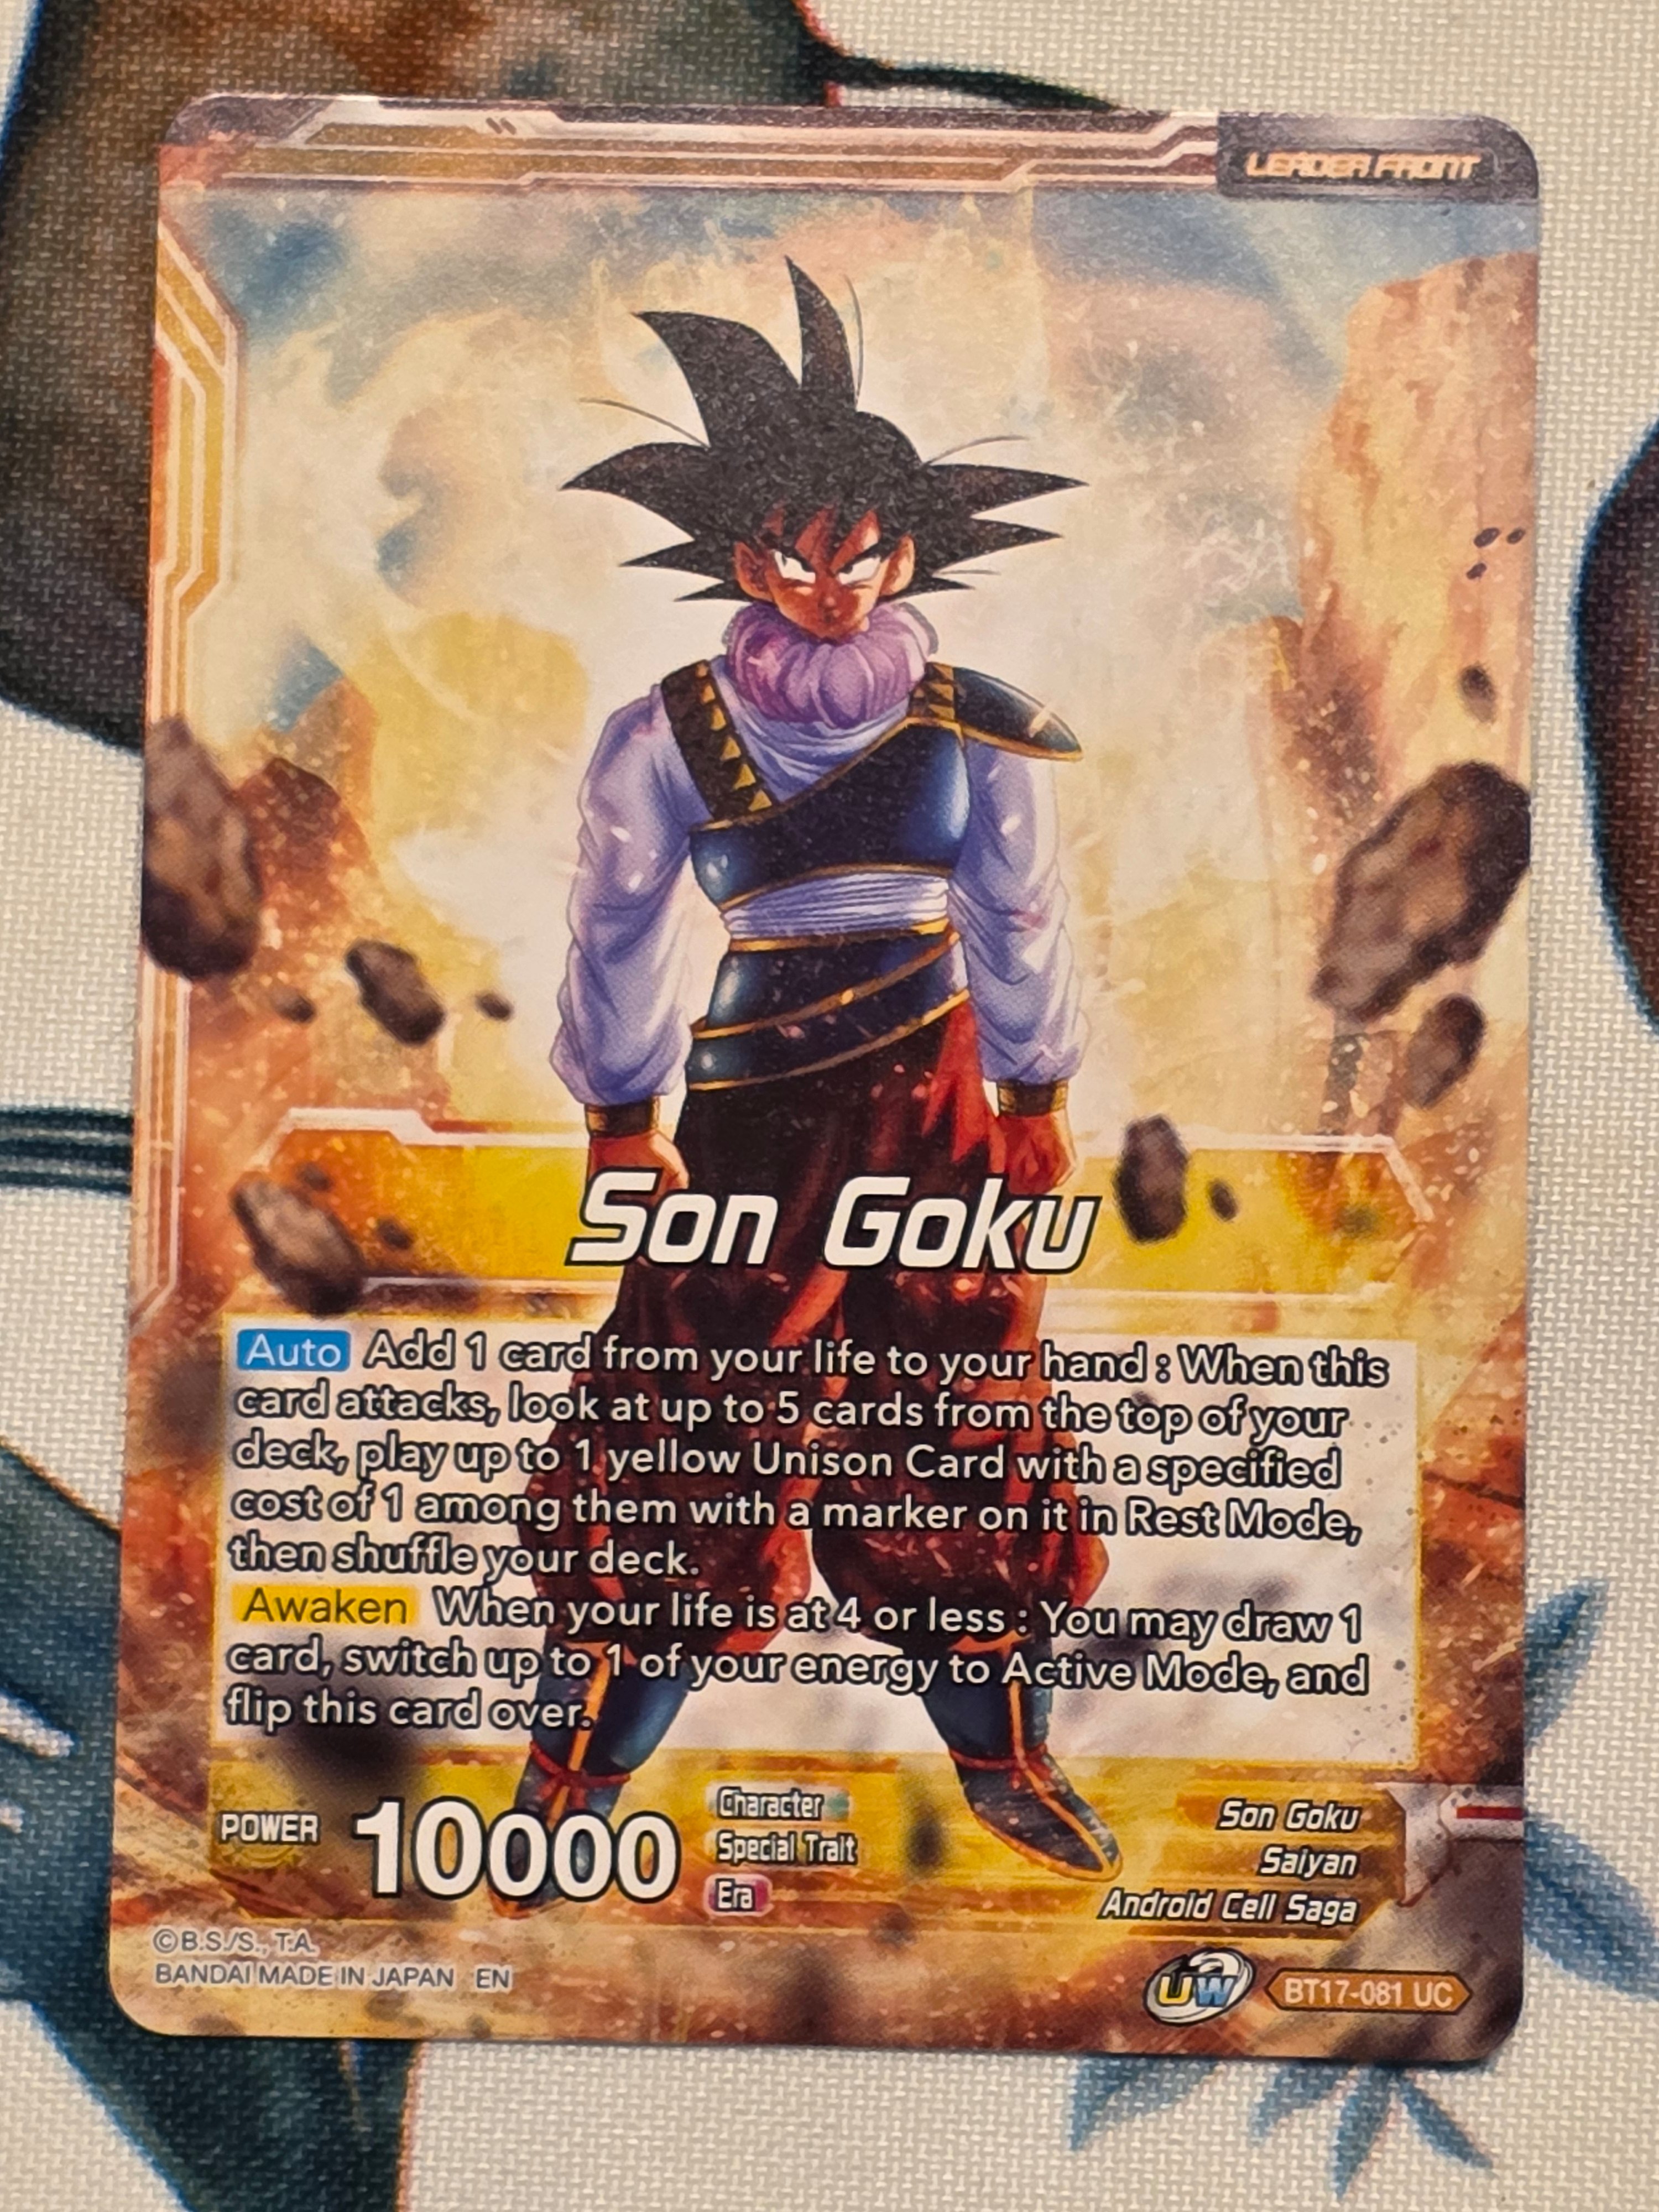 LEADER FRONT
Son Goku
Auto Add 1 card from your life to your hand : When this
card attacks, look at up to 5 cards from the top of your
deck, play up to 1 yellow Unison Card with a specified
cost of 1 among them with a marker on it in Rest Mode,
then shuffle your deck.
Awaken When your life is at 4 or less : You may draw 1
card, switch up to 1 of your energy to Active Mode, and
flip this card over.
POWER 10000
Character Son Goku
Special Trait Saiyan
Era Android Cell Saga
©B.S./S., T.A.
BANDAI MADE IN JAPAN EN
UW BT17-081 UC